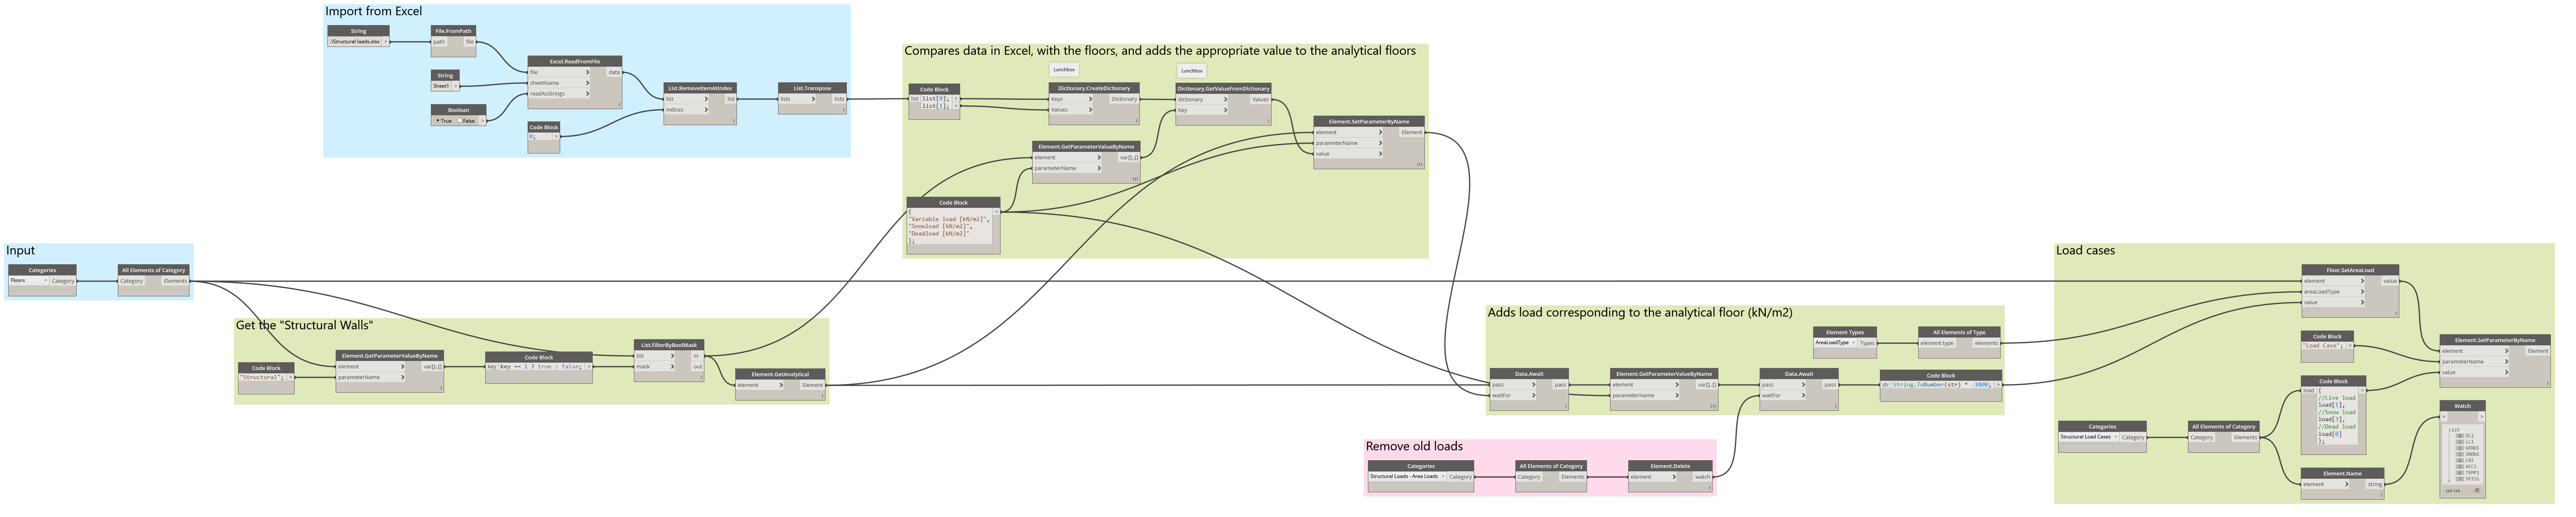 Import from Excel
String
.\Structural loads.xlsx >
File.FromPath
path file
String
Sheet1 >
Boolean
True False >
Excel.ReadFromFile
file > data
sheetName >
readAsStrings >
Code Block
0; >
List.RemoveItemAtIndex
list > list
indices >
List.Transpose
lists > lists
Compares data in Excel, with the floors, and adds the appropriate value to the analytical floors
Lunchbox
Lunchbox
Code Block
list list[0]; >
list[1]; >
Dictionary.CreateDictionary
Keys > Dictionary
Values >
Dictionary.GetValueFromDictionary
dictionary > Values
Key >
Element.GetParameterValueByName
element > var[]..[]
parameterName >
Element.SetParameterByName
element > Element
parameterName >
value >
Code Block
{ >
"Variable load [kN/m2]",
"Snowload [kN/m2]",
"Deadload [kN/m2]"
};
Input
Categories
Floors Category
All Elements of Category
Category Elements
Get the "Structural Walls"
Code Block
"Structural"; >
Element.GetParameterValueByName
element > var[]..[]
parameterName >
Code Block
key key == 1 ? true : false; >
List.FilterByBoolMask
list > in
mask > out
Element.GetAnalytical
element > Element
Adds load corresponding to the analytical floor (kN/m2)
Element Types
AreaLoadType Types
All Elements of Type
element type elements
Data.Await
pass > pass
waitFor >
Element.GetParameterValueByName
element > var[]..[]
parameterName >
Data.Await
pass > pass
waitFor >
Code Block
str String.ToNumber(str) * -1000; >
Remove old loads
Categories
Structural Loads - Area Loads Category
All Elements of Category
Category Elements
Element.Delete
element > watch
Load cases
Floor.SetAreaLoad
element > value
areaLoadType >
value >
Code Block
"Load Case"; >
Element.SetParameterByName
element > Element
parameterName >
value >
Code Block
load { >
//Live load
load[1],
//Snow load
load[3],
//Dead load
load[0]
};
Categories
Structural Load Cases Category
All Elements of Category
Category Elements
Element.Name
element > string
Watch
> >
List
DL1
LL1
WIND1
SNOW1
LR1
ACC1
TEMP1
SEIS1